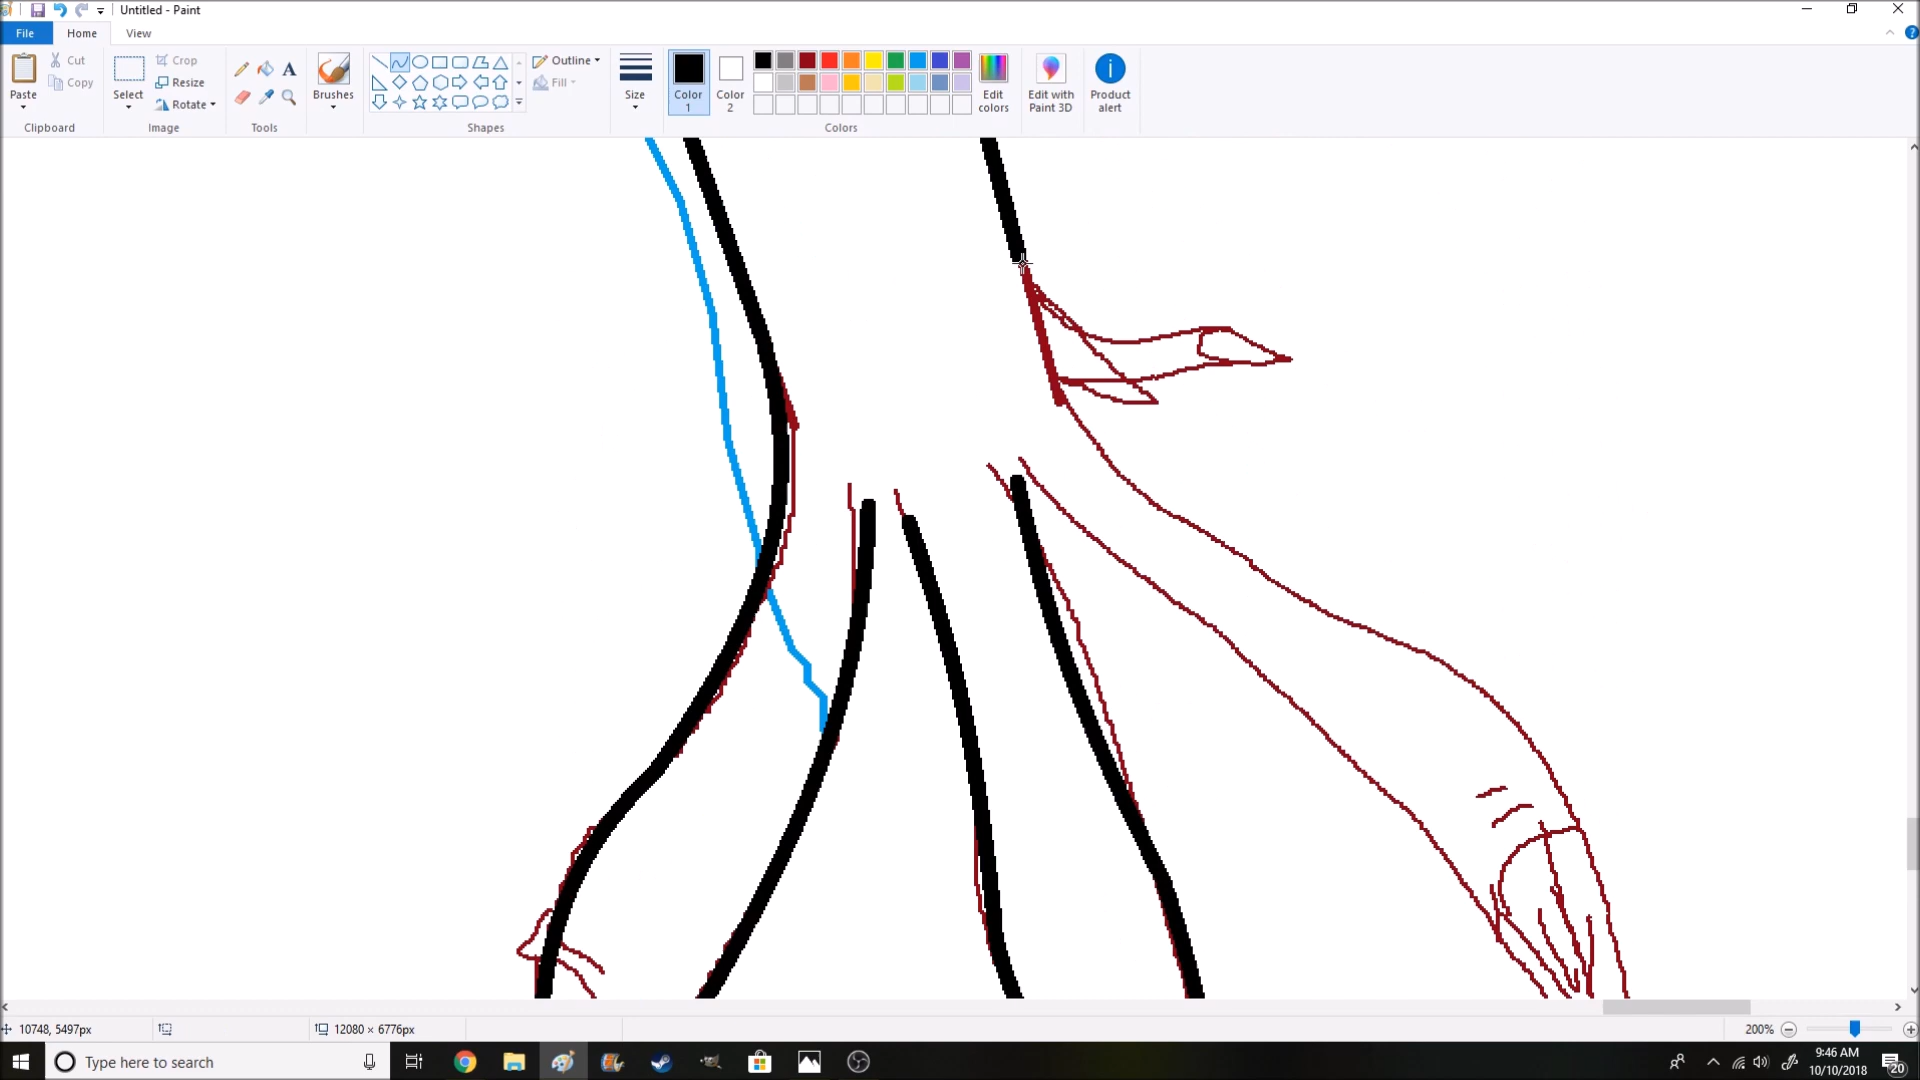 Untitled - Paint
File
Home
View
Paste
Cut
Copy
Clipboard
Select
Crop
Resize
Rotate
Image
A
Tools
Brushes
Outline
Fill
Shapes
Size
Color
1
Color
2
Edit
colors
Colors
Edit with
Paint 3D
Product
alert
10748, 5497px
12080 × 6776px
200%
Type here to search
9:46 AM
10/10/2018
20